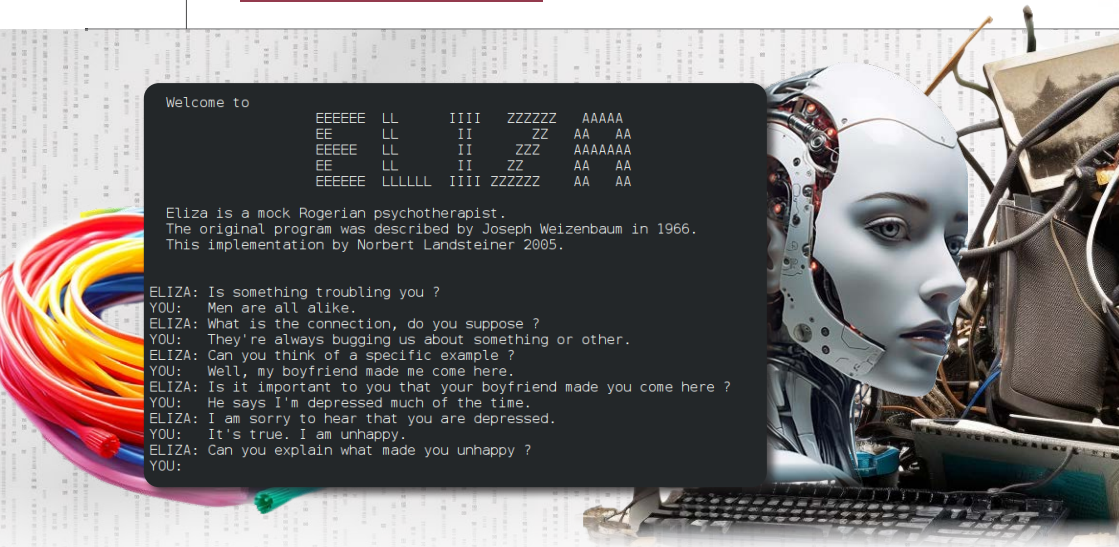 Welcome to
EEEEEE LL IIII ZZZZZZ AAAAA
EE LL II ZZ AA AA
EEEEE LL II ZZZ AAAAAAA
EE LL II ZZ AA AA
EEEEEE LLLLLL IIII ZZZZZZ AA AA
Eliza is a mock Rogerian psychotherapist.
The original program was described by Joseph Weizenbaum in 1966.
This implementation by Norbert Landsteiner 2005.
ELIZA: Is something troubling you ?
YOU: Men are all alike.
ELIZA: What is the connection, do you suppose ?
YOU: They're always bugging us about something or other.
ELIZA: Can you think of a specific example ?
YOU: Well, my boyfriend made me come here.
ELIZA: Is it important to you that your boyfriend made you come here ?
YOU: He says I'm depressed much of the time.
ELIZA: I am sorry to hear that you are depressed.
YOU: It's true. I am unhappy.
ELIZA: Can you explain what made you unhappy ?
YOU: